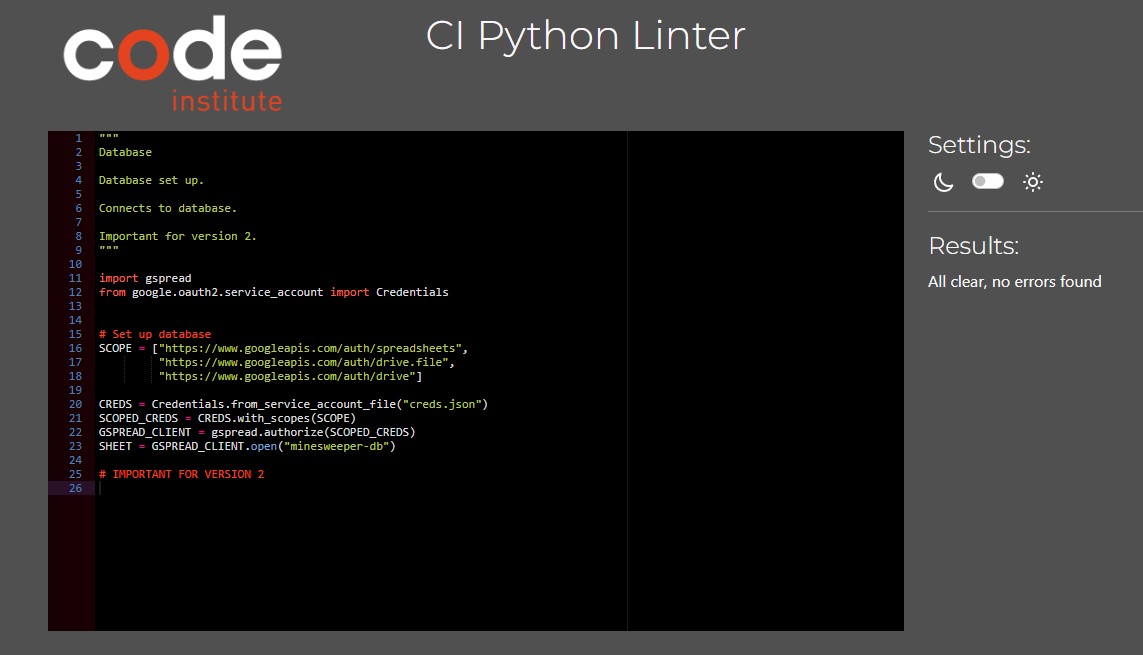 code
institute
CI Python Linter
1 """
2 Database
3
4 Database set up.
5
6 Connects to database.
7
8 Important for version 2.
9 """
10
11 import gspread
12 from google.oauth2.service_account import Credentials
13
14
15 # Set up database
16 SCOPE = ["https://www.googleapis.com/auth/spreadsheets",
17          "https://www.googleapis.com/auth/drive.file",
18          "https://www.googleapis.com/auth/drive"]
19
20 CREDS = Credentials.from_service_account_file("creds.json")
21 SCOPED_CREDS = CREDS.with_scopes(SCOPE)
22 GSPREAD_CLIENT = gspread.authorize(SCOPED_CREDS)
23 SHEET = GSPREAD_CLIENT.open("minesweeper-db")
24
25 # IMPORTANT FOR VERSION 2
26
Settings:
Results:
All clear, no errors found